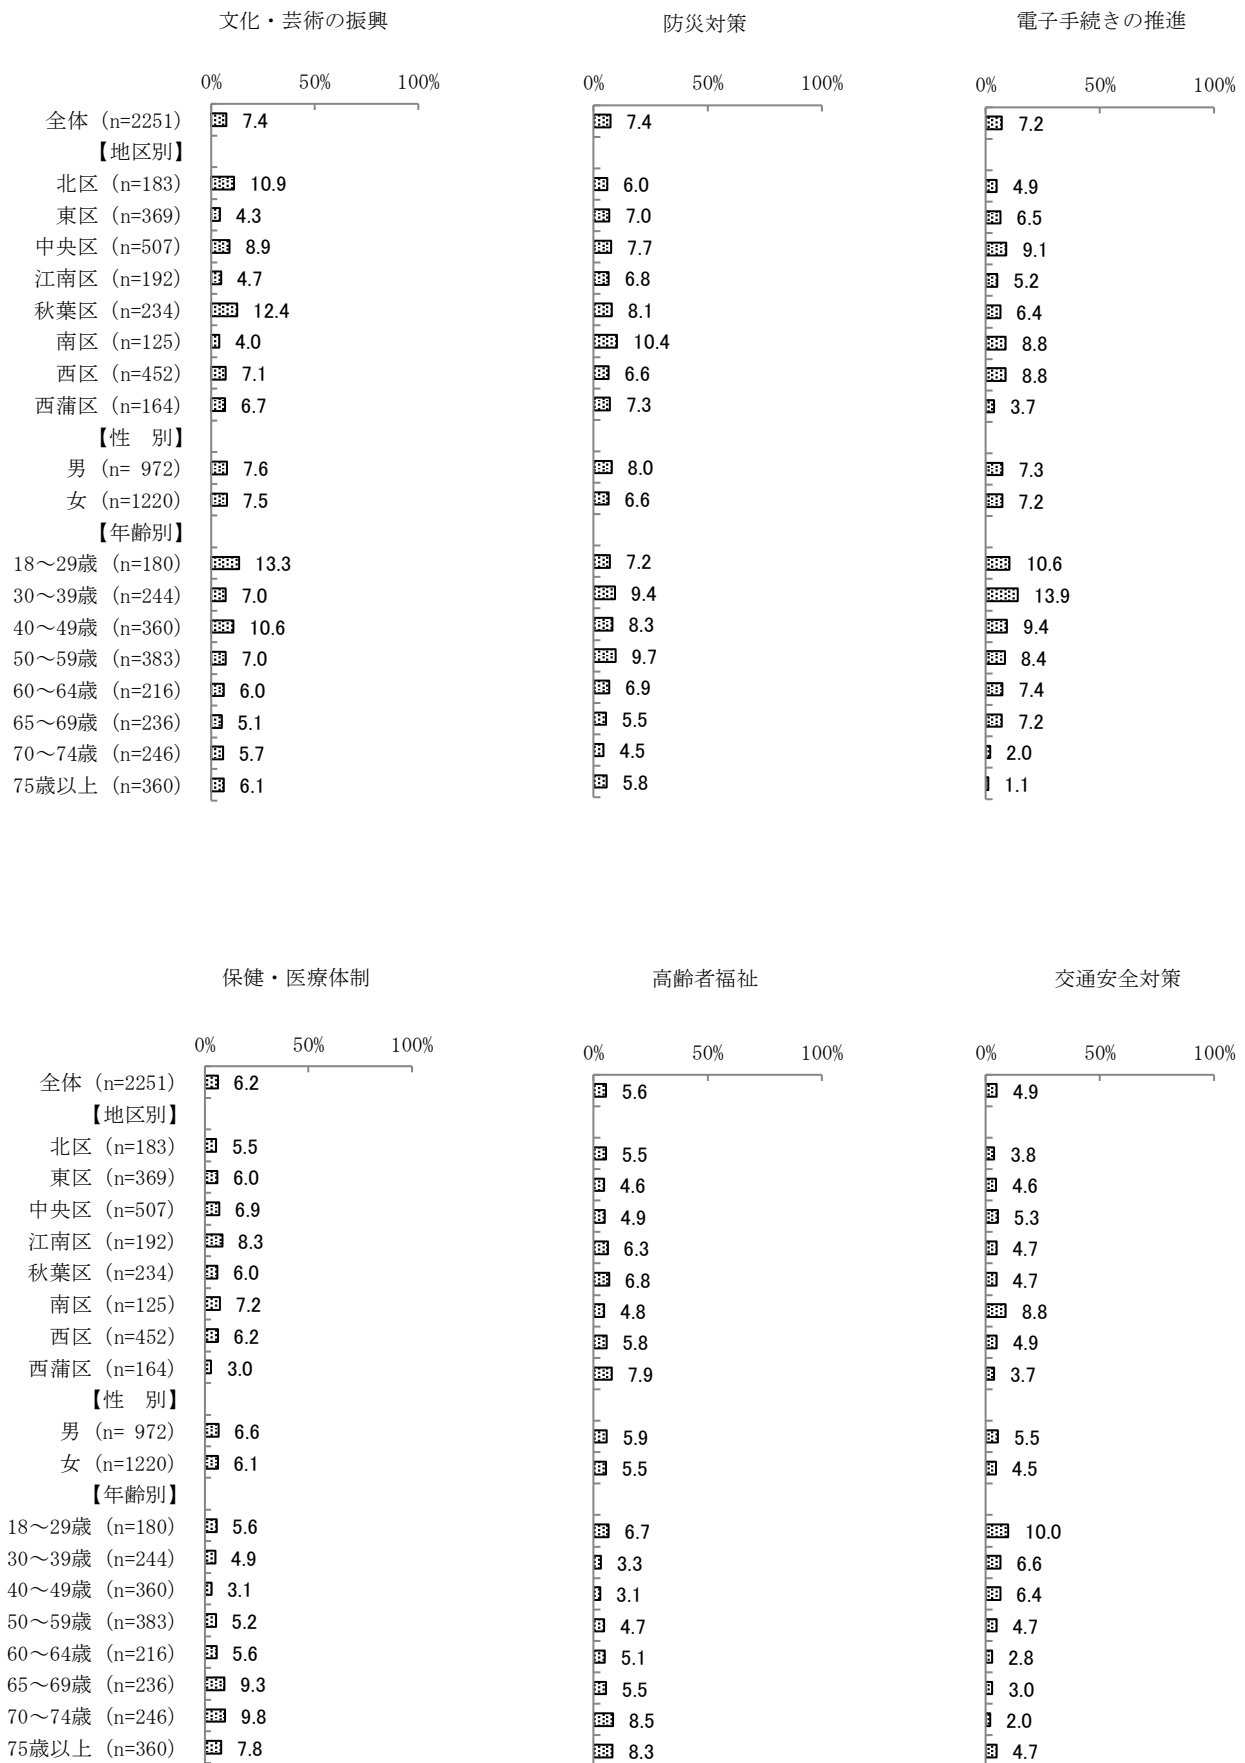 文化・芸術の振興 防災対策 電子手続きの推進
0% 50% 100% 0% 50% 100% 0% 50% 100%
全体 (n=2251) 7.4 7.4 7.2
【地区別】
北区 (n=183) 10.9 6.0 4.9
東区 (n=369) 4.3 7.0 6.5
中央区 (n=507) 8.9 7.7 9.1
江南区 (n=192) 4.7 6.8 5.2
秋葉区 (n=234) 12.4 8.1 6.4
南区 (n=125) 4.0 10.4 8.8
西区 (n=452) 7.1 6.6 8.8
西蒲区 (n=164) 6.7 7.3 3.7
【性 別】
男 (n= 972) 7.6 8.0 7.3
女 (n=1220) 7.5 6.6 7.2
【年齢別】
18～29歳 (n=180) 13.3 7.2 10.6
30～39歳 (n=244) 7.0 9.4 13.9
40～49歳 (n=360) 10.6 8.3 9.4
50～59歳 (n=383) 7.0 9.7 8.4
60～64歳 (n=216) 6.0 6.9 7.4
65～69歳 (n=236) 5.1 5.5 7.2
70～74歳 (n=246) 5.7 4.5 2.0
75歳以上 (n=360) 6.1 5.8 1.1
保健・医療体制 高齢者福祉 交通安全対策
0% 50% 100% 0% 50% 100% 0% 50% 100%
全体 (n=2251) 6.2 5.6 4.9
【地区別】
北区 (n=183) 5.5 5.5 3.8
東区 (n=369) 6.0 4.6 4.6
中央区 (n=507) 6.9 4.9 5.3
江南区 (n=192) 8.3 6.3 4.7
秋葉区 (n=234) 6.0 6.8 4.7
南区 (n=125) 7.2 4.8 8.8
西区 (n=452) 6.2 5.8 4.9
西蒲区 (n=164) 3.0 7.9 3.7
【性 別】
男 (n= 972) 6.6 5.9 5.5
女 (n=1220) 6.1 5.5 4.5
【年齢別】
18～29歳 (n=180) 5.6 6.7 10.0
30～39歳 (n=244) 4.9 3.3 6.6
40～49歳 (n=360) 3.1 3.1 6.4
50～59歳 (n=383) 5.2 4.7 4.7
60～64歳 (n=216) 5.6 5.1 2.8
65～69歳 (n=236) 9.3 5.5 3.0
70～74歳 (n=246) 9.8 8.5 2.0
75歳以上 (n=360) 7.8 8.3 4.7